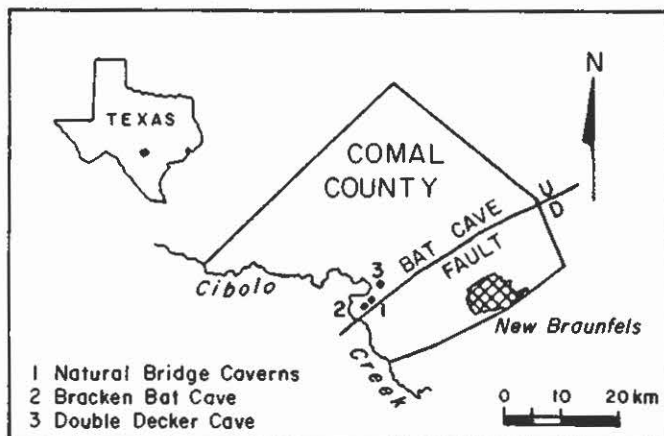 TEXAS
N
COMAL
COUNTY
U
D
BAT CAVE
FAULT
3
2
1
Cibolo
Creek
New Braunfels
1 Natural Bridge Caverns
2 Bracken Bat Cave
3 Double Decker Cave
0 10 20 km